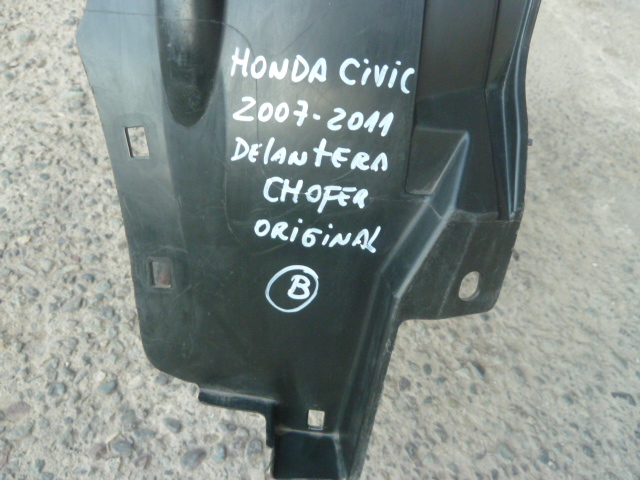 HONDA CIVIC
2007-2011
DelANtERA
CHOFER
ORIGINAL
B